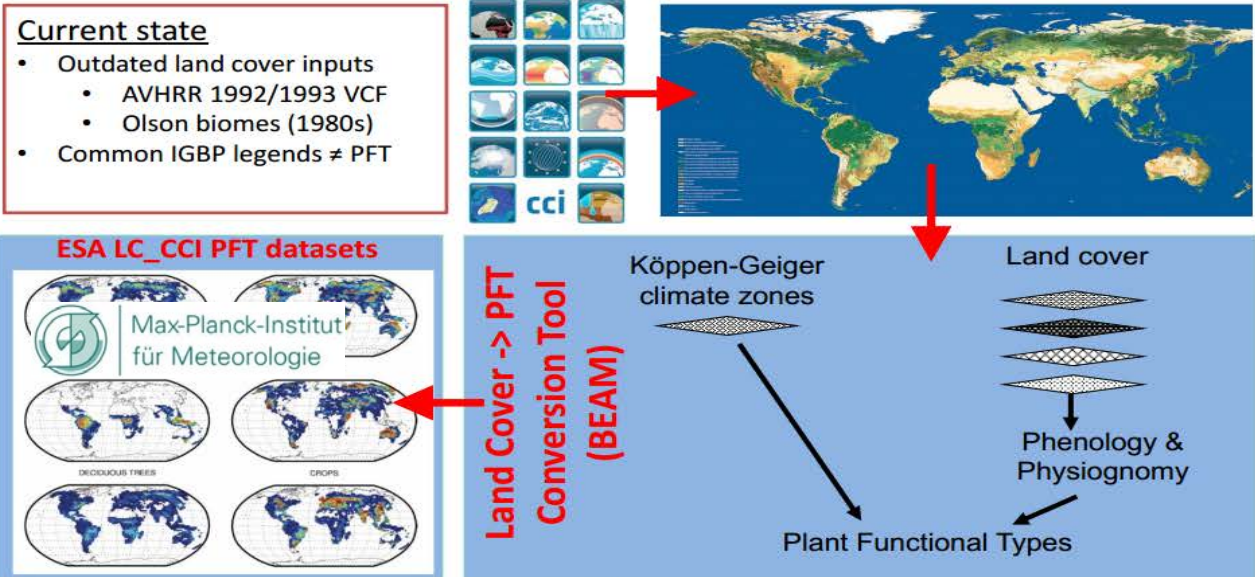 Current state
• Outdated land cover inputs
• AVHRR 1992/1993 VCF
• Olson biomes (1980s)
• Common IGBP legends ≠ PFT
cci
ESA LC_CCI PFT datasets
Max-Planck-Institut
für Meteorologie
DECIDUOUS TREES
CROPS
Land Cover -> PFT
Conversion Tool
(BEAM)
Köppen-Geiger
climate zones
Land cover
Phenology &
Physiognomy
Plant Functional Types